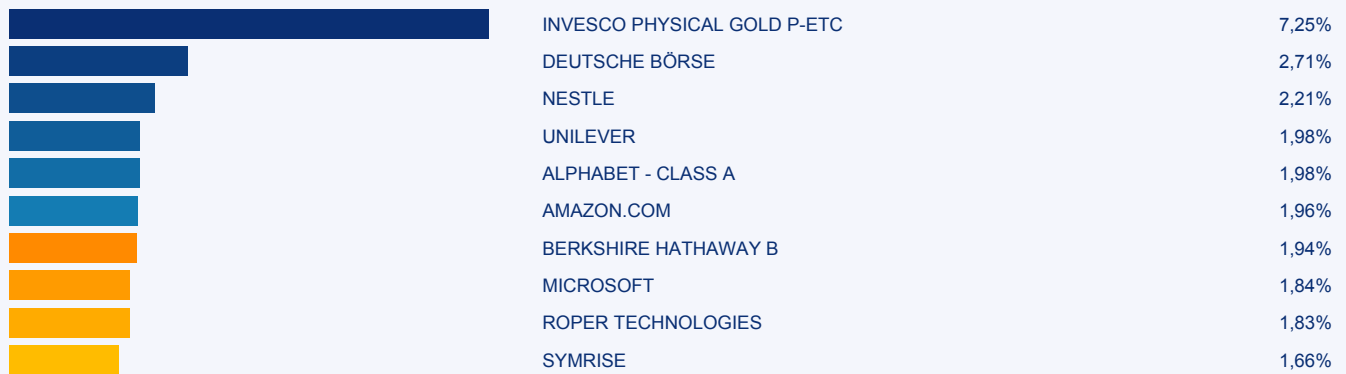 INVESCO PHYSICAL GOLD P-ETC 7,25%
DEUTSCHE BÖRSE 2,71%
NESTLE 2,21%
UNILEVER 1,98%
ALPHABET - CLASS A 1,98%
AMAZON.COM 1,96%
BERKSHIRE HATHAWAY B 1,94%
MICROSOFT 1,84%
ROPER TECHNOLOGIES 1,83%
SYMRISE 1,66%